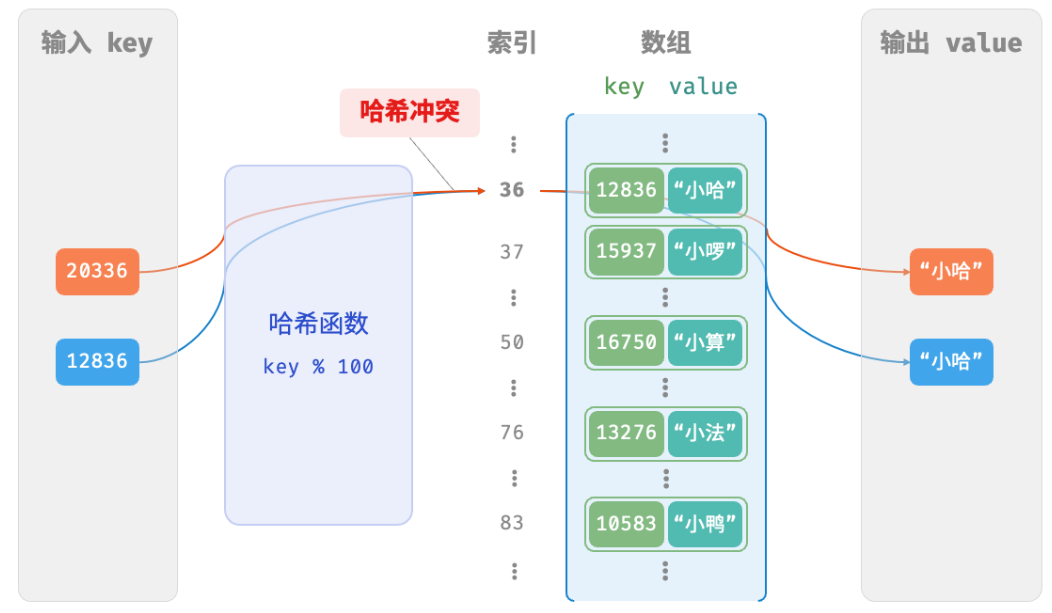 输入 key
索引
数组
输出 value
key value
哈希冲突
36
12836 “小哈”
37
15937 “小啰”
20336
“小哈”
哈希函数
key % 100
50
16750 “小算”
12836
“小哈”
76
13276 “小法”
83
10583 “小鸭”